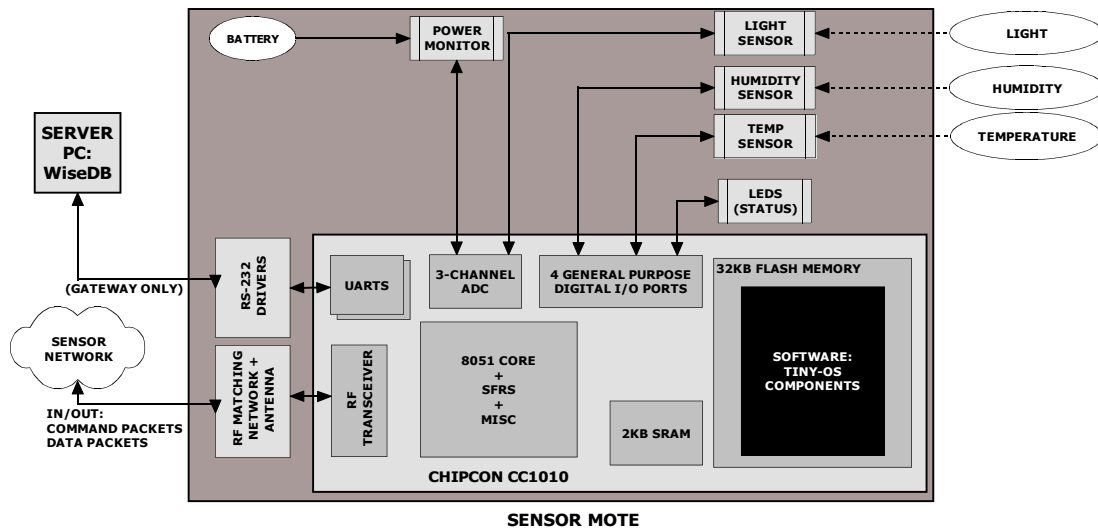 BATTERY
POWER
MONITOR
LIGHT
SENSOR
LIGHT
HUMIDITY
SENSOR
HUMIDITY
TEMP
SENSOR
TEMPERATURE
SERVER
PC:
WiseDB
LEDS
(STATUS)
(GATEWAY ONLY)
RS-232
DRIVERS
UARTS
3-CHANNEL
ADC
4 GENERAL PURPOSE
DIGITAL I/O PORTS
32KB FLASH MEMORY
SOFTWARE:
TINY-OS
COMPONENTS
SENSOR
NETWORK
RF MATCHING
NETWORK +
ANTENNA
RF
TRANSCEIVER
8051 CORE
+
SFRS
+
MISC
2KB SRAM
IN/OUT:
COMMAND PACKETS
DATA PACKETS
CHIPCON CC1010
SENSOR MOTE